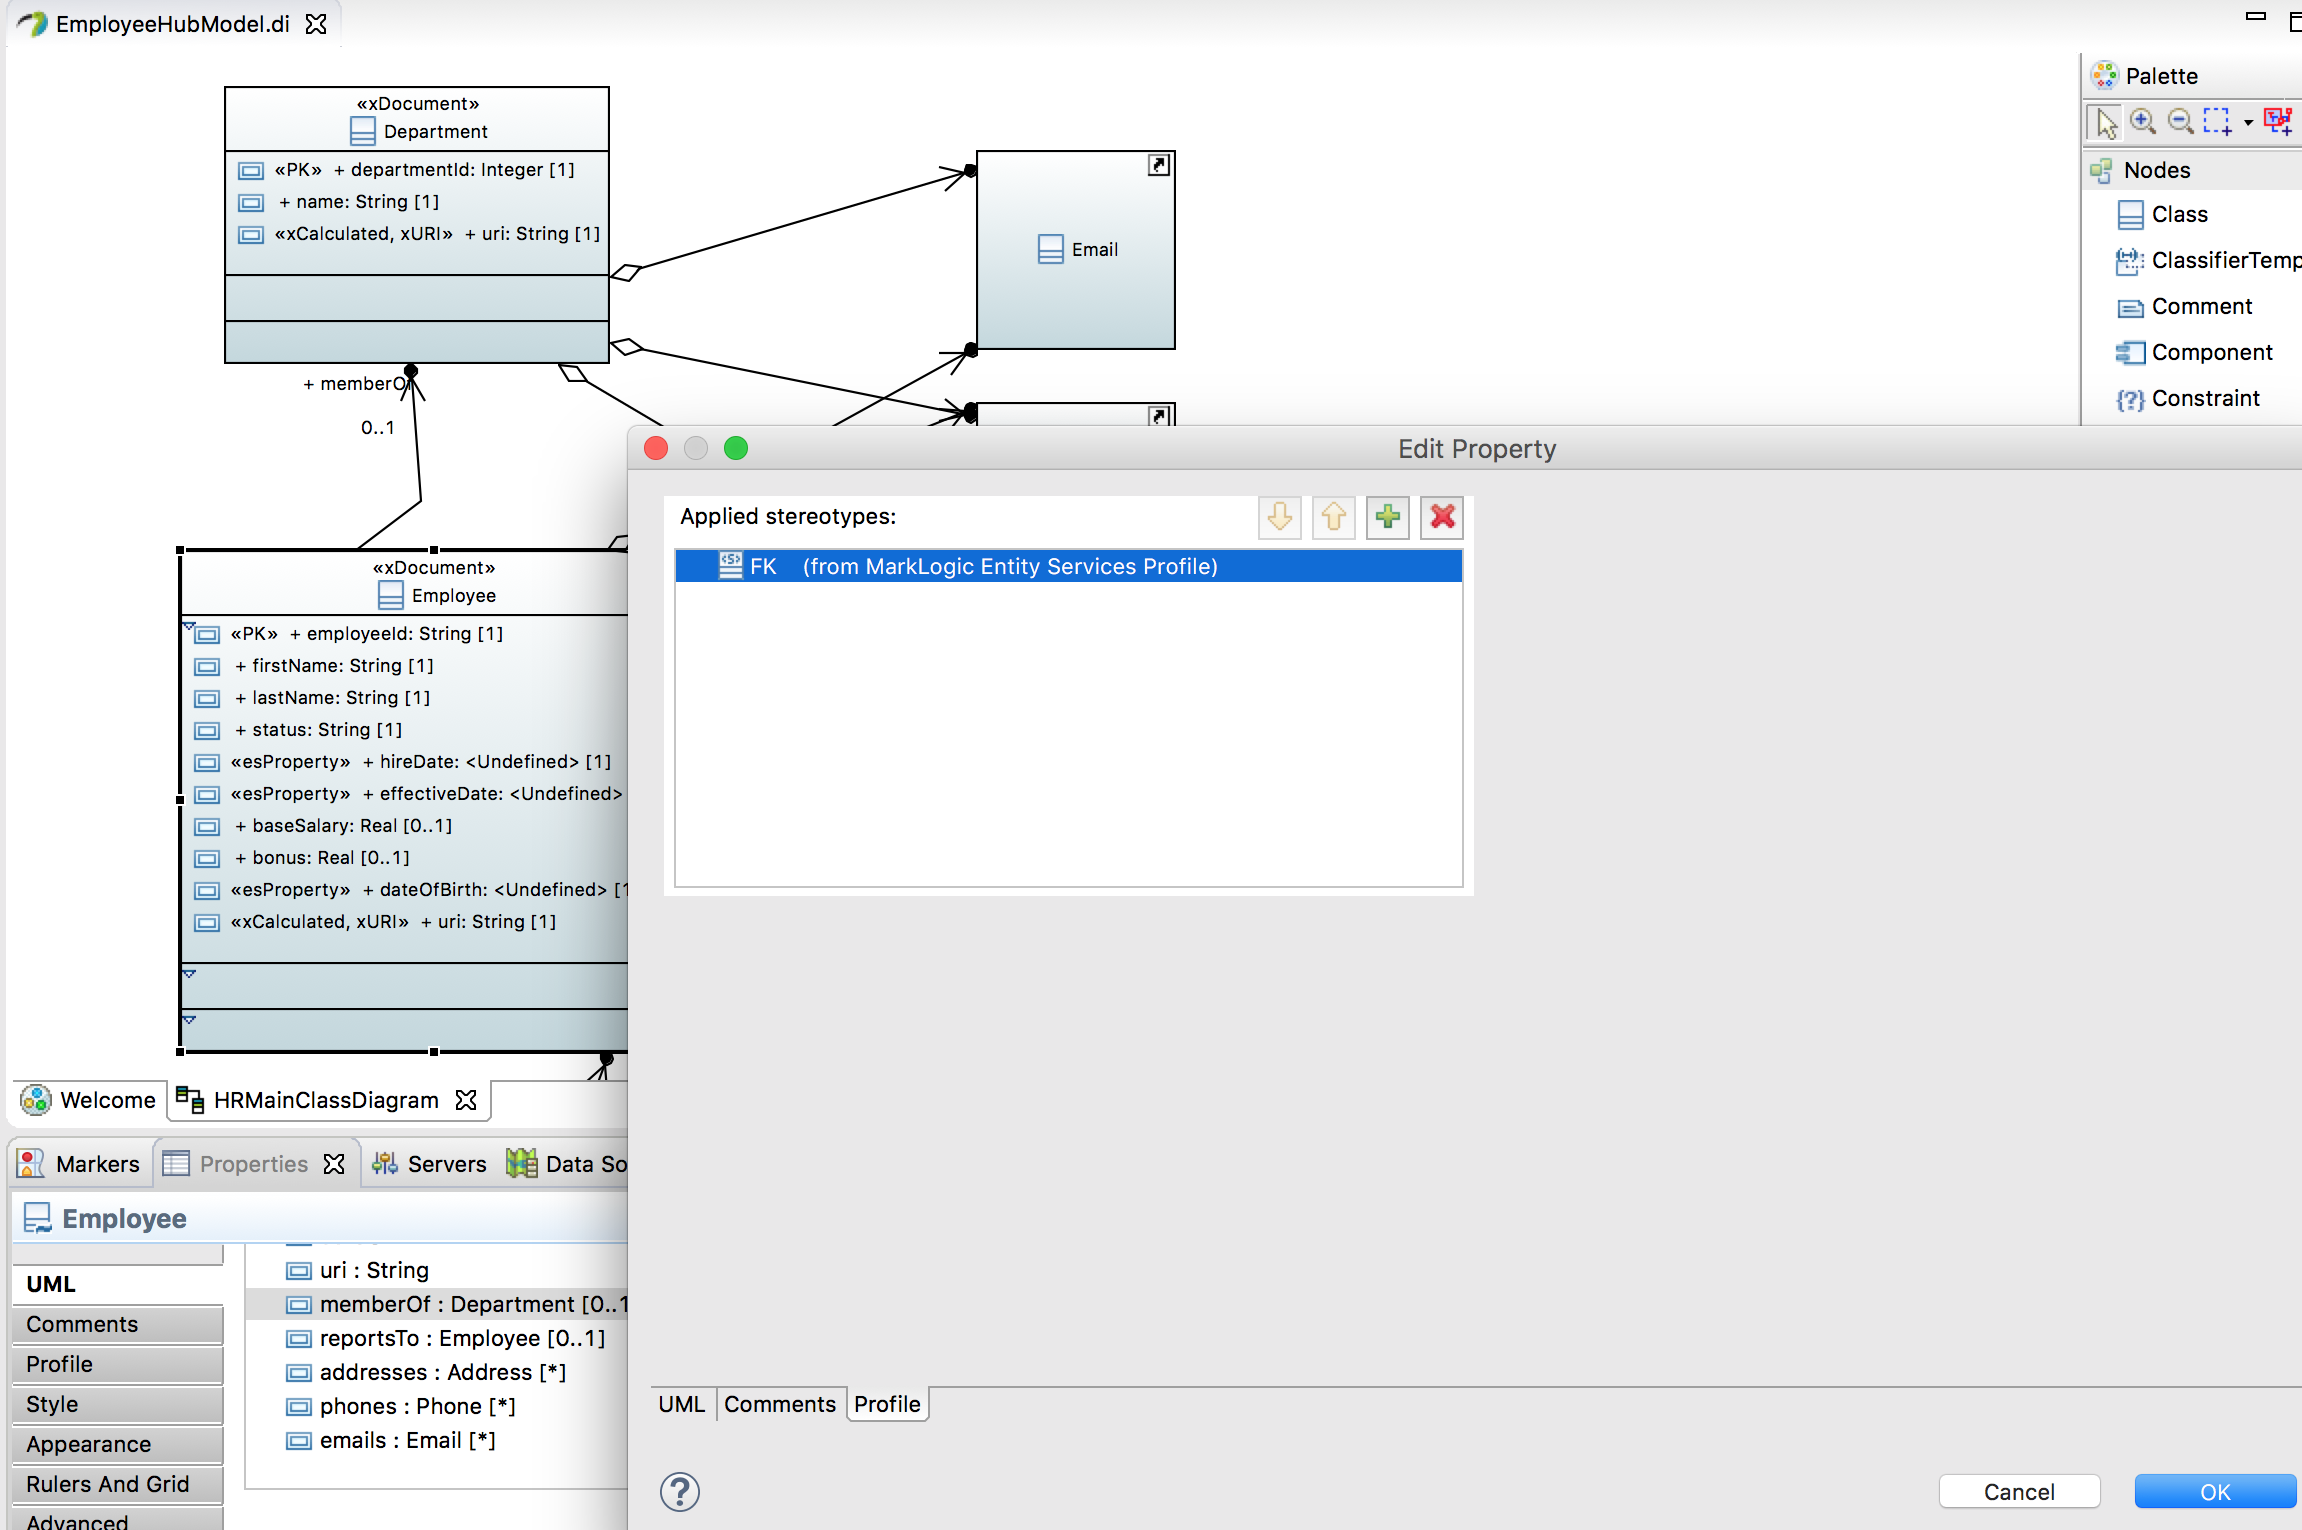 EmployeeHubModel.di
Palette
Nodes
Class
ClassifierTemp
Comment
Component
Constraint
«xDocument»
Department
«PK» + departmentId: Integer [1]
+ name: String [1]
«xCalculated, xURI» + uri: String [1]
Email
+ memberOf
0..1
«xDocument»
Employee
«PK» + employeeId: String [1]
+ firstName: String [1]
+ lastName: String [1]
+ status: String [1]
«esProperty» + hireDate: <Undefined> [1]
«esProperty» + effectiveDate: <Undefined>
+ baseSalary: Real [0..1]
+ bonus: Real [0..1]
«esProperty» + dateOfBirth: <Undefined> [1
«xCalculated, xURI» + uri: String [1]
Edit Property
Applied stereotypes:
FK (from MarkLogic Entity Services Profile)
UML Comments Profile
?
Cancel OK
Welcome HRMainClassDiagram
Markers Properties Servers Data So
Employee
UML
Comments
Profile
Style
Appearance
Rulers And Grid
Advanced
uri : String
memberOf : Department [0..1
reportsTo : Employee [0..1]
addresses : Address [*]
phones : Phone [*]
emails : Email [*]